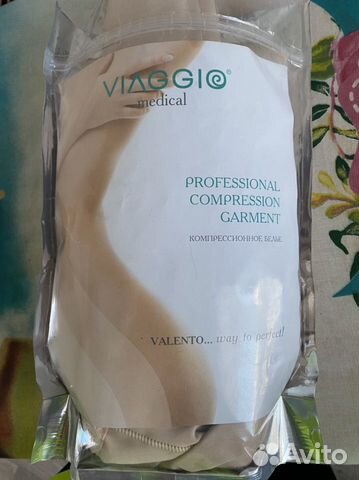 VIAGGIO®
medical
PROFESSIONAL
COMPRESSION
GARMENT
КОМПРЕССИОННОЕ БЕЛЬЕ
VALENTO... way to perfect!
Avito